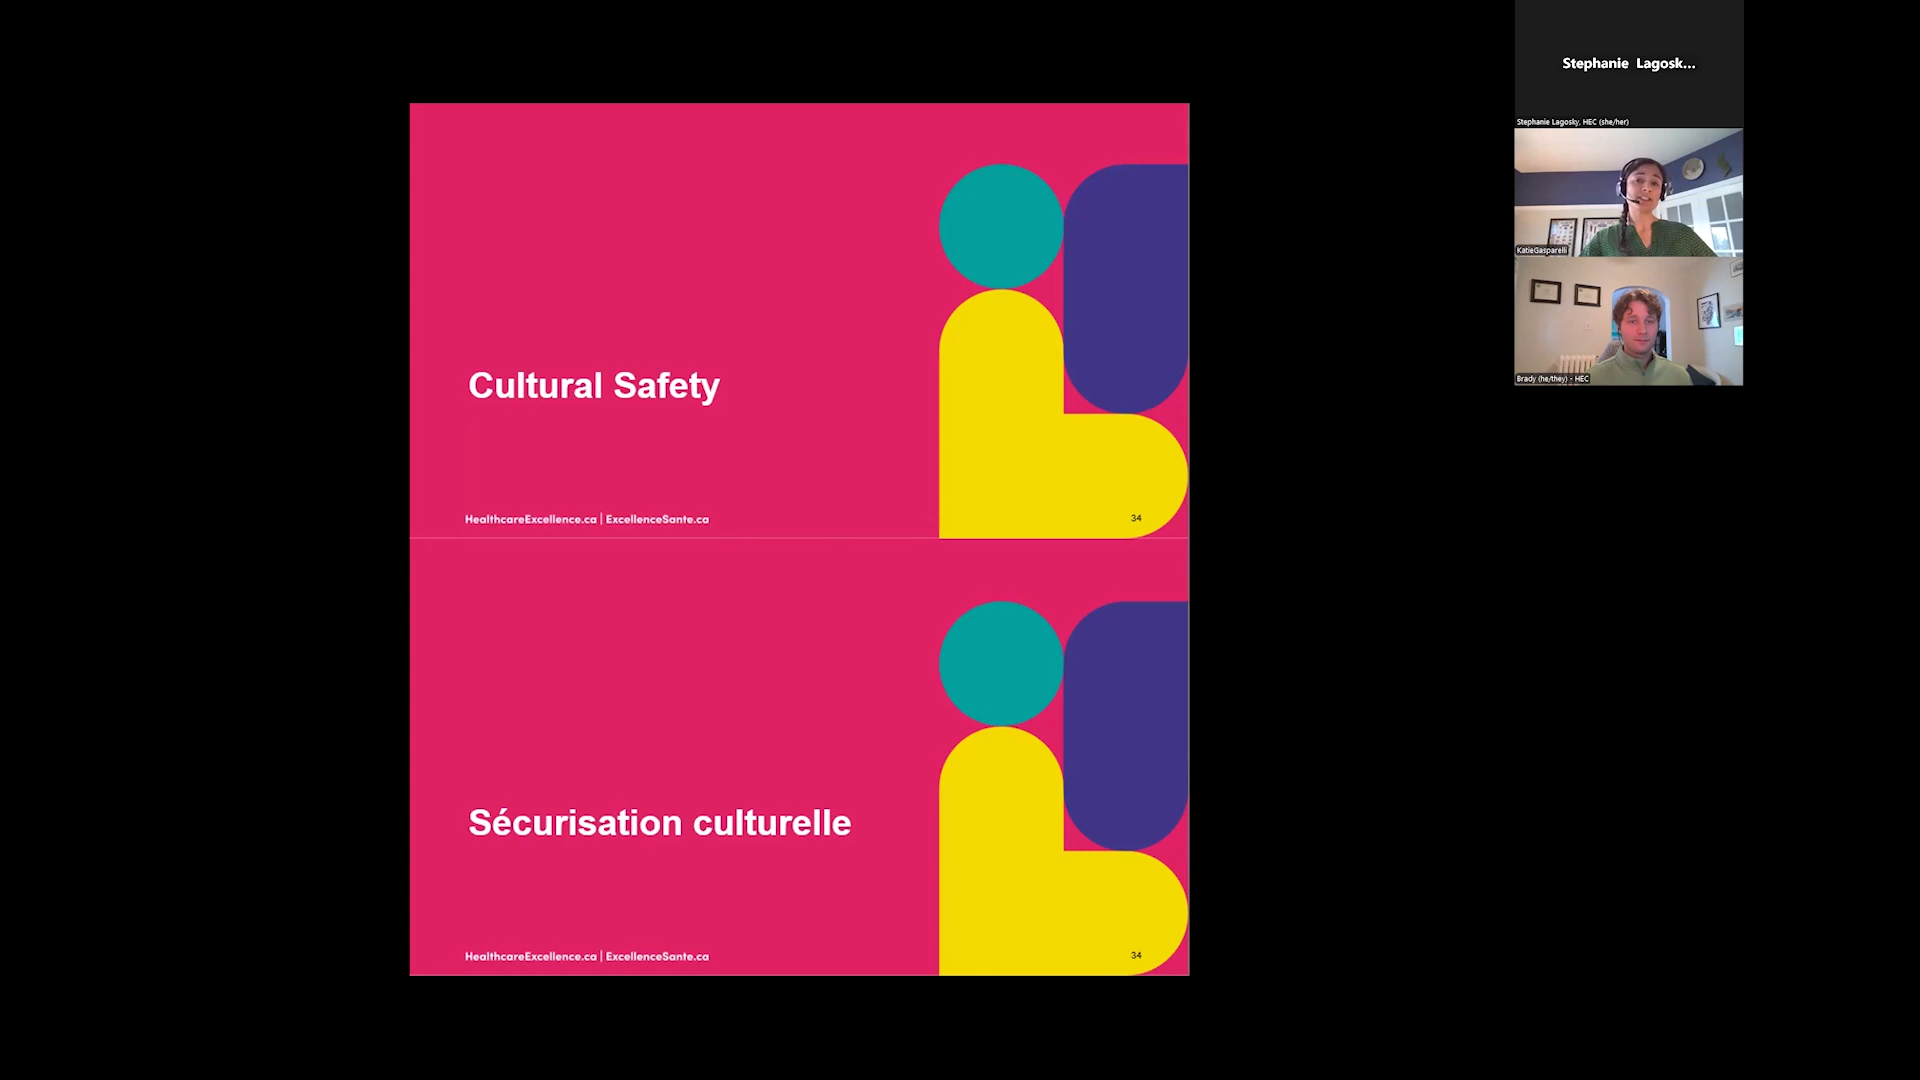 Cultural Safety
HealthcareExcellence.ca | ExcellenceSante.ca
34
Sécurisation culturelle
HealthcareExcellence.ca | ExcellenceSante.ca
34
Stephanie Lagosk...
Stephanie Lagosky, HEC (she/her)
KatieGasparelli
Brady (he/they) - HEC